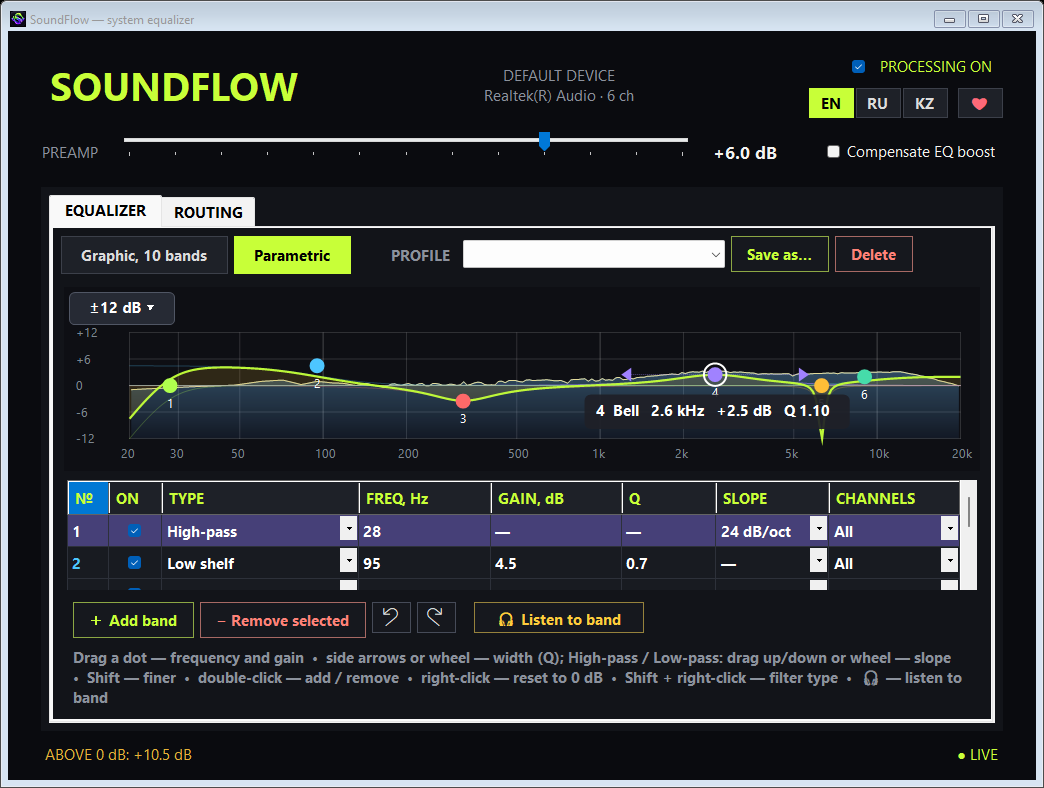 SoundFlow — system equalizer
SOUNDFLOW
DEFAULT DEVICE
Realtek(R) Audio · 6 ch
PROCESSING ON
EN RU KZ
PREAMP
+6.0 dB
Compensate EQ boost
EQUALIZER ROUTING
Graphic, 10 bands Parametric PROFILE Save as... Delete
±12 dB
+12
+6
0
-6
-12
1
2
3
4
6
4 Bell 2.6 kHz +2.5 dB Q 1.10
20 30 50 100 200 500 1k 2k 5k 10k 20k
№ ON TYPE FREQ, Hz GAIN, dB Q SLOPE CHANNELS
1 High-pass 28 — — 24 dB/oct All
2 Low shelf 95 4.5 0.7 — All
+ Add band – Remove selected Listen to band
Drag a dot — frequency and gain • side arrows or wheel — width (Q); High-pass / Low-pass: drag up/down or wheel — slope
• Shift — finer • double-click — add / remove • right-click — reset to 0 dB • Shift + right-click — filter type • 🎧 — listen to
band
ABOVE 0 dB: +10.5 dB
● LIVE